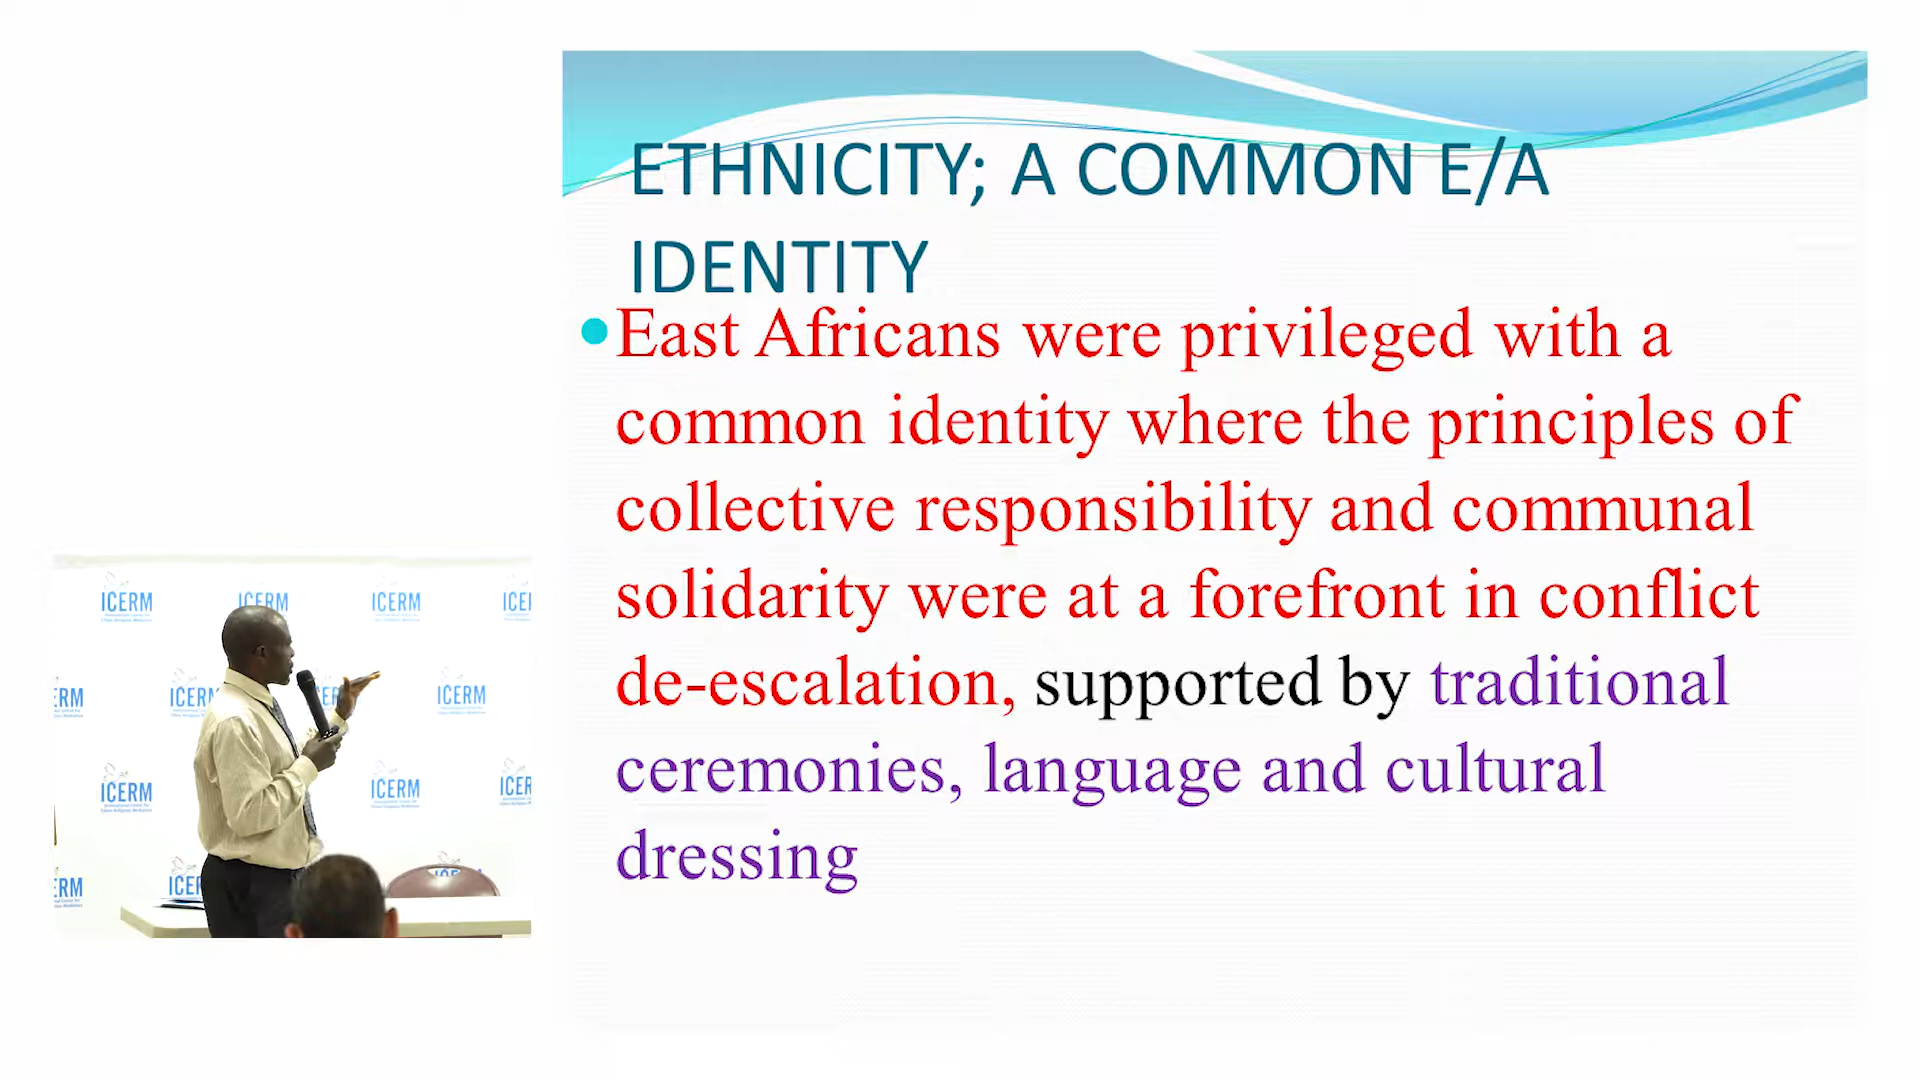 ETHNICITY; A COMMON E/A
IDENTITY
East Africans were privileged with a
common identity where the principles of
collective responsibility and communal
solidarity were at a forefront in conflict
de-escalation, supported by traditional
ceremonies, language and cultural
dressing
ICERM
ICERM
ICERM
ICERM
ICERM
ICERM